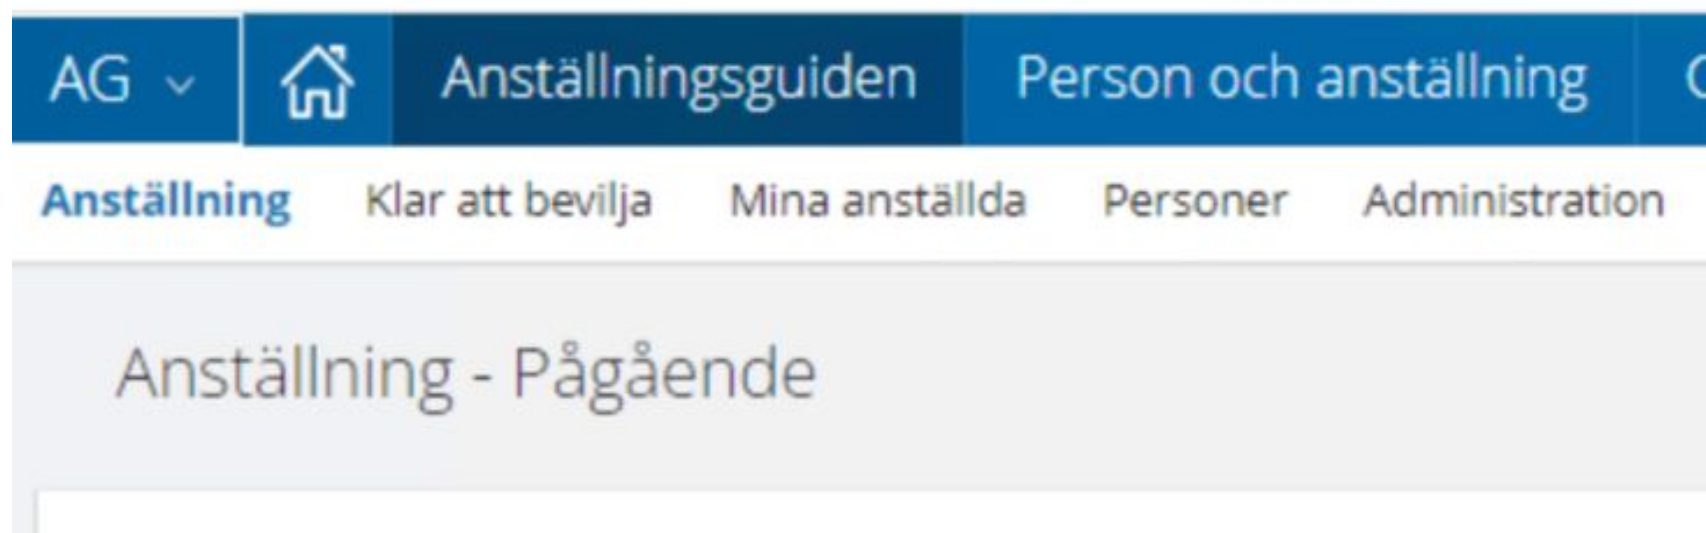 AG Anställningsguiden Person och anställning
Anställning Klar att bevilja Mina anställda Personer Administration
Anställning - Pågående